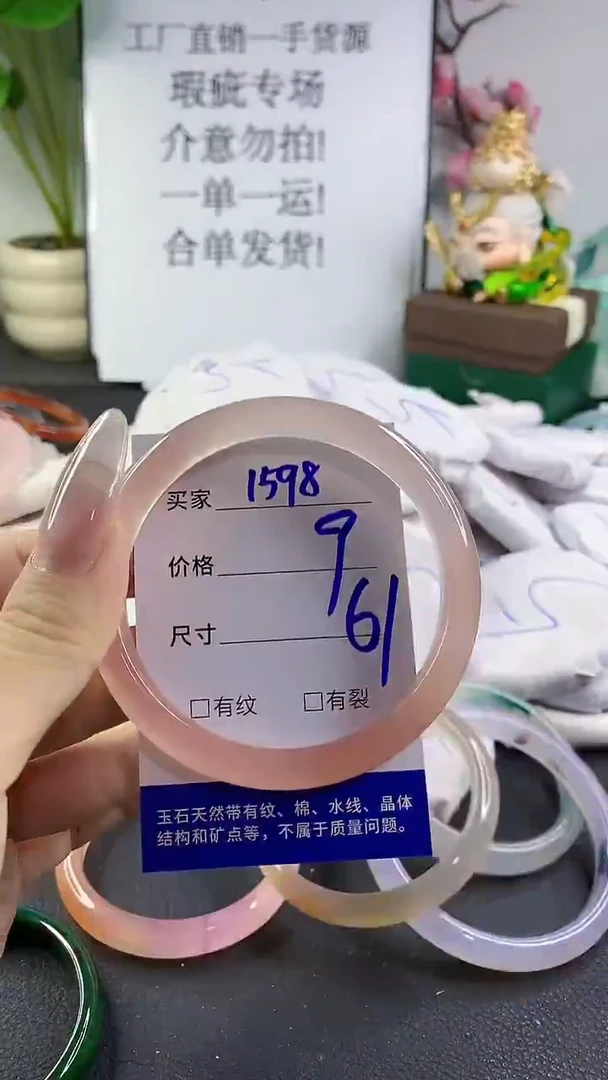 工厂直销一手货源
瑕疵专场
介意勿拍!
一单一运!
合单发货!
买家 1598
价格 9
尺寸 61
□有纹 □有裂
玉石天然带有纹、棉、水线、晶体
结构和矿点等，不属于质量问题。